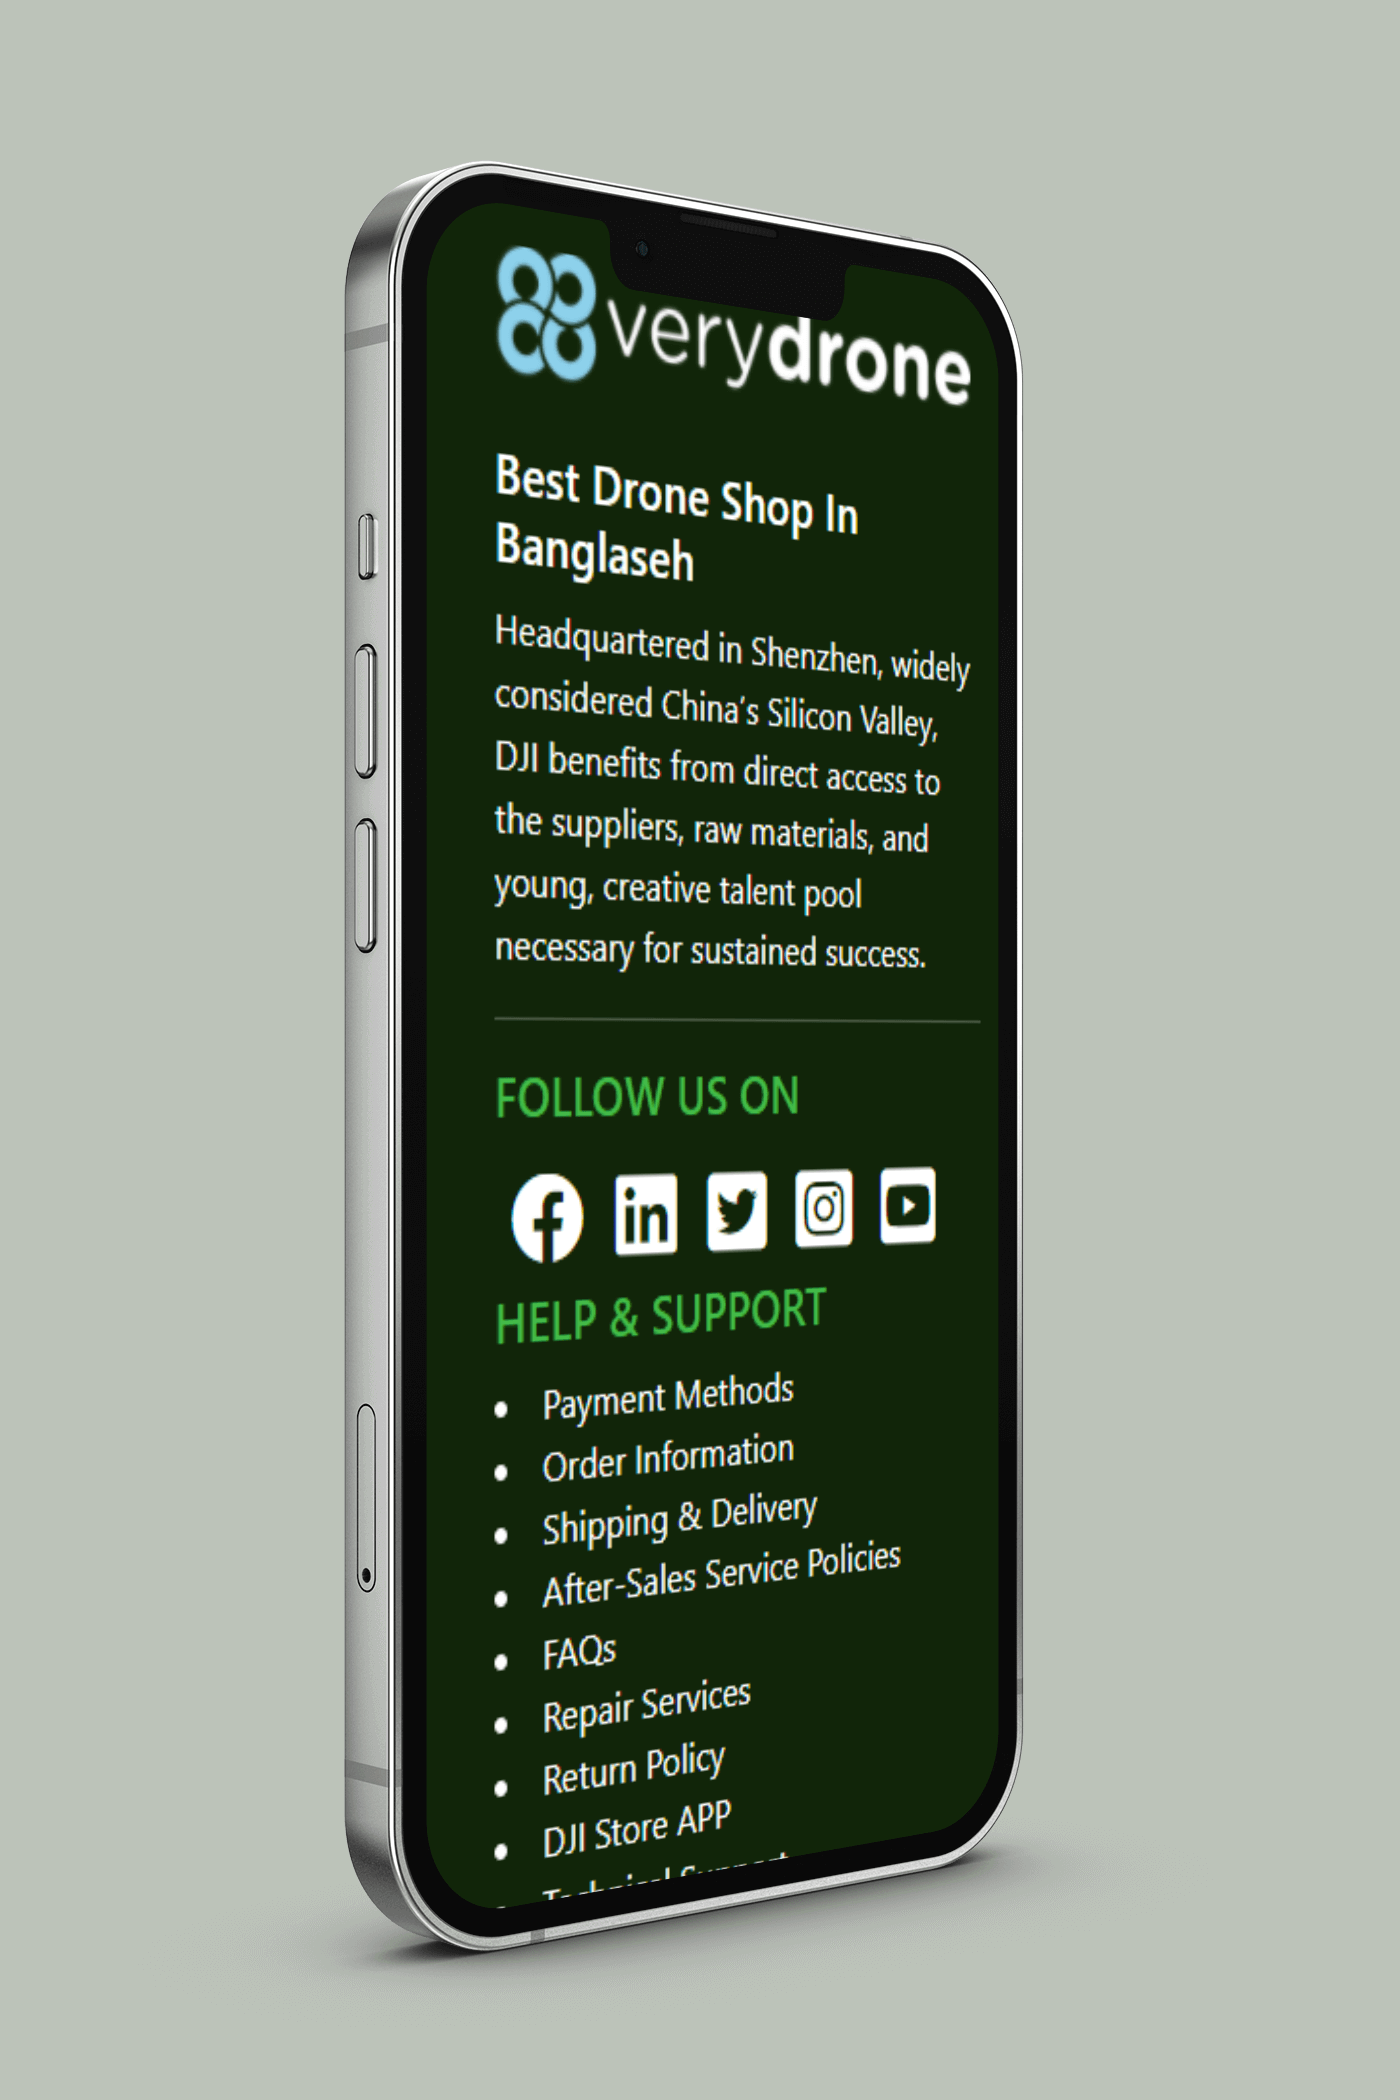 verydrone
Best Drone Shop In
Banglaseh
Headquartered in Shenzhen, widely
considered China's Silicon Valley,
DJI benefits from direct access to
the suppliers, raw materials, and
young, creative talent pool
necessary for sustained success.
FOLLOW US ON
HELP & SUPPORT
• Payment Methods
• Order Information
• Shipping & Delivery
• After-Sales Service Policies
• FAQs
• Repair Services
• Return Policy
• DJI Store APP
• Technical Support